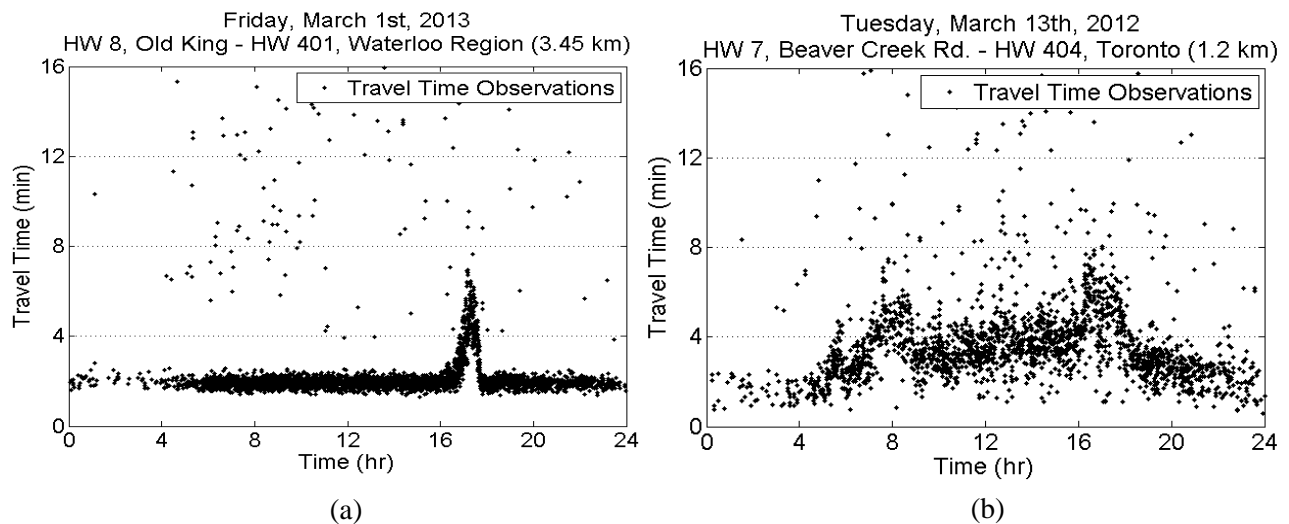 Friday, March 1st, 2013
HW 8, Old King - HW 401, Waterloo Region (3.45 km)
Travel Time Observations
Travel Time (min)
16
12
8
4
0
0 4 8 12 16 20 24
Time (hr)
(a)
Tuesday, March 13th, 2012
HW 7, Beaver Creek Rd. - HW 404, Toronto (1.2 km)
Travel Time Observations
Travel Time (min)
16
12
8
4
0
0 4 8 12 16 20 24
Time (hr)
(b)